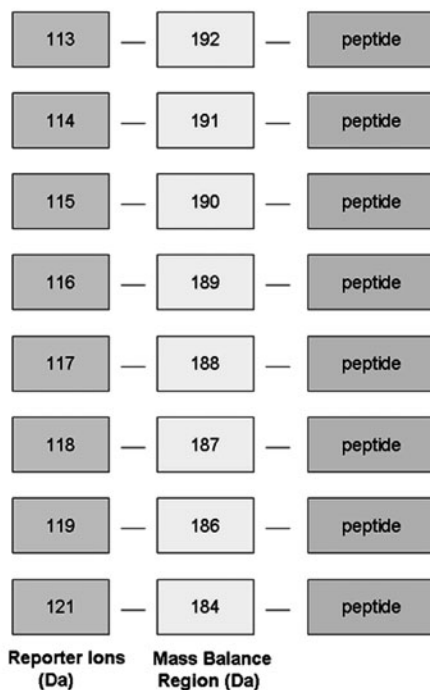 113 — 192 — peptide
114 — 191 — peptide
115 — 190 — peptide
116 — 189 — peptide
117 — 188 — peptide
118 — 187 — peptide
119 — 186 — peptide
121 — 184 — peptide
Reporter Ions Mass Balance
(Da) Region (Da)